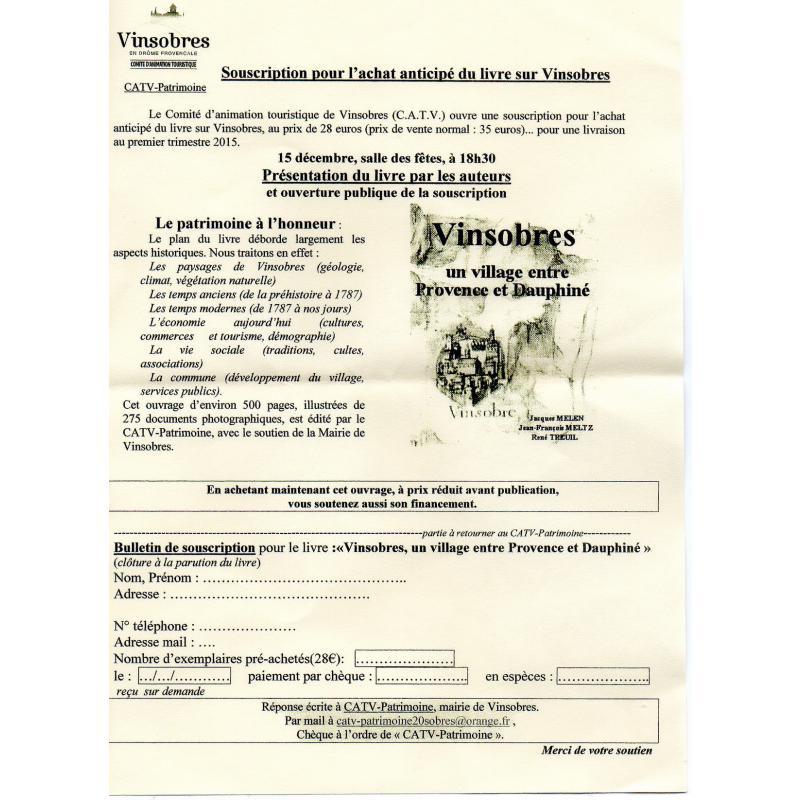 Vinsobres
EN DRÔME PROVENCALE
COMITE D'ANIMATION TOURISTIQUE
CATV-Patrimoine
Souscription pour l'achat anticipé du livre sur Vinsobres
Le Comité d'animation touristique de Vinsobres (C.A.T.V.) ouvre une souscription pour l'achat
anticipé du livre sur Vinsobres, au prix de 28 euros (prix de vente normal : 35 euros)... pour une livraison
au premier trimestre 2015.
15 décembre, salle des fêtes, à 18h30
Présentation du livre par les auteurs
et ouverture publique de la souscription
Le patrimoine à l'honneur :
Le plan du livre déborde largement les
aspects historiques. Nous traitons en effet :
Les paysages de Vinsobres (géologie,
climat, végétation naturelle)
Les temps anciens (de la préhistoire à 1787)
Les temps modernes (de 1787 à nos jours)
L'économie aujourd'hui (cultures,
commerces et tourisme, démographie)
La vie sociale (traditions, cultes,
associations)
La commune (développement du village,
services publics).
Cet ouvrage d'environ 500 pages, illustrées de
275 documents photographiques, est édité par le
CATV-Patrimoine, avec le soutien de la Mairie de
Vinsobres.
Vinsobres
un village entre
Provence et Dauphiné
Vinsobre
Jacques MELEN
Jean-François MELTZ
René TREUIL
En achetant maintenant cet ouvrage, à prix réduit avant publication,
vous soutenez aussi son financement.
--------------------partie à retourner au CATV-Patrimoine-------------
Bulletin de souscription pour le livre :«Vinsobres, un village entre Provence et Dauphiné »
(clôture à la parution du livre)
Nom, Prénom : …………………………………..
Adresse : ………………………………….
N° téléphone : …………………
Adresse mail : ….
Nombre d'exemplaires pré-achetés(28€): …………………
le : …/…/………… paiement par chèque : ………………. en espèces : ……………….
reçu sur demande
Réponse écrite à CATV-Patrimoine, mairie de Vinsobres.
Par mail à catv-patrimoine20sobres@orange.fr ,
Chèque à l'ordre de « CATV-Patrimoine ».
Merci de votre soutien